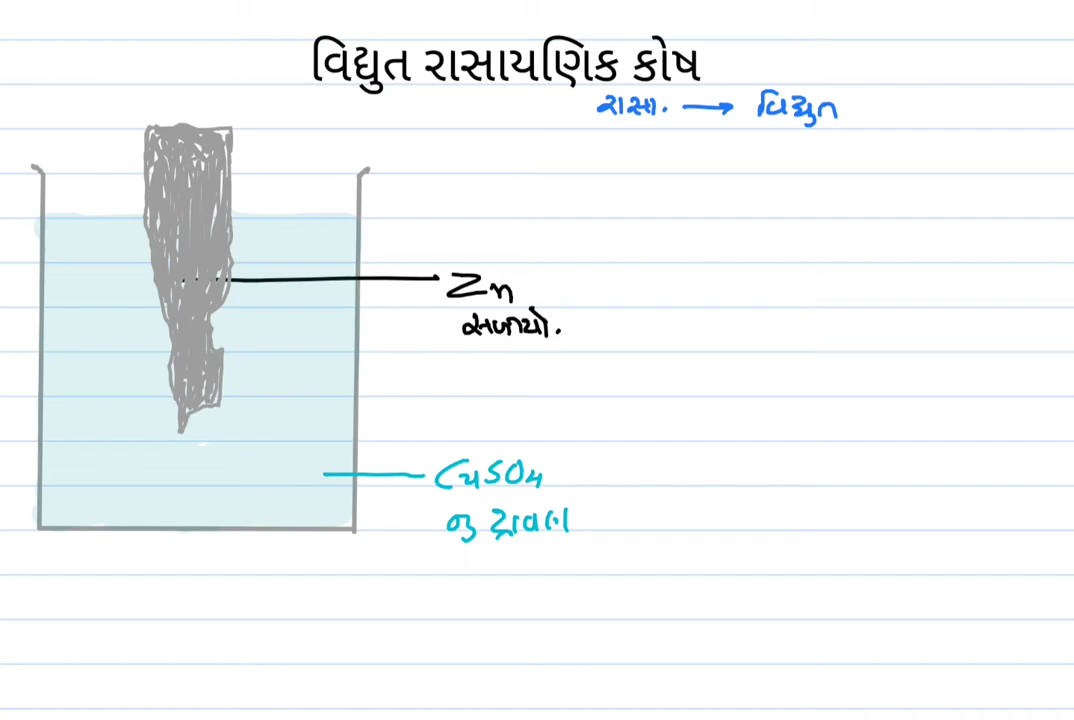 વિદ્યુત રાસાયણિક કોષ
રાસા. → વિદ્યુત
Zn
સળીયો.
CuSO4
નુ દ્રાવણ